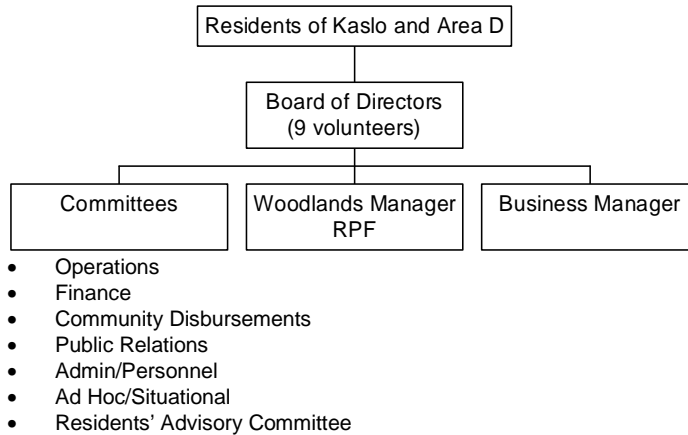 Residents of Kaslo and Area D
Board of Directors
(9 volunteers)
Committees
Woodlands Manager
RPF
Business Manager
• Operations
• Finance
• Community Disbursements
• Public Relations
• Admin/Personnel
• Ad Hoc/Situational
• Residents’ Advisory Committee